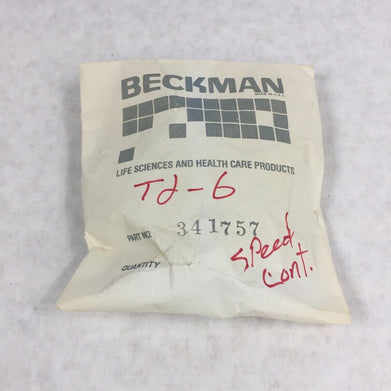 BECKMAN
LIFE SCIENCES AND HEALTH CARE PRODUCTS
TJ-6
PART NO. 341757
QUANTITY
Speed
Cont.